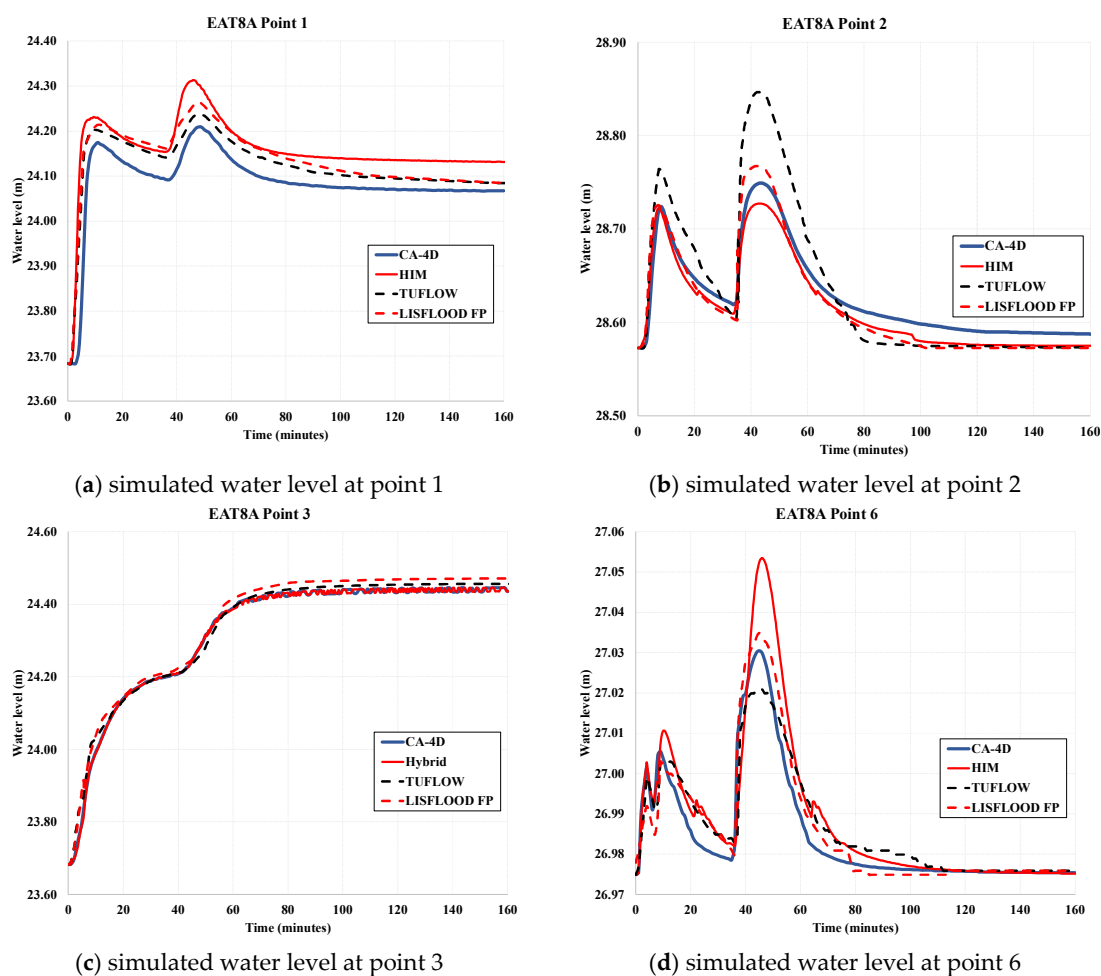 EAT8A Point 1
24.40
24.30
24.20
24.10
24.00
23.90
23.80
23.70
23.60
Water level (m)
0 20 40 60 80 100 120 140 160
Time (minutes)
CA-4D
HIM
TUFLOW
LISFLOOD FP
(a) simulated water level at point 1
EAT8A Point 2
28.90
28.80
28.70
28.60
28.50
Water level (m)
0 20 40 60 80 100 120 140 160
Time (minutes)
CA-4D
HIM
TUFLOW
LISFLOOD FP
(b) simulated water level at point 2
EAT8A Point 3
24.60
24.40
24.20
24.00
23.80
23.60
Water level (m)
0 20 40 60 80 100 120 140 160
Time (minutes)
CA-4D
Hybrid
TUFLOW
LISFLOOD FP
(c) simulated water level at point 3
EAT8A Point 6
27.06
27.05
27.04
27.03
27.02
27.01
27.00
26.99
26.98
26.97
Water level (m)
0 20 40 60 80 100 120 140 160
Time (minutes)
CA-4D
HIM
TUFLOW
LISFLOOD FP
(d) simulated water level at point 6